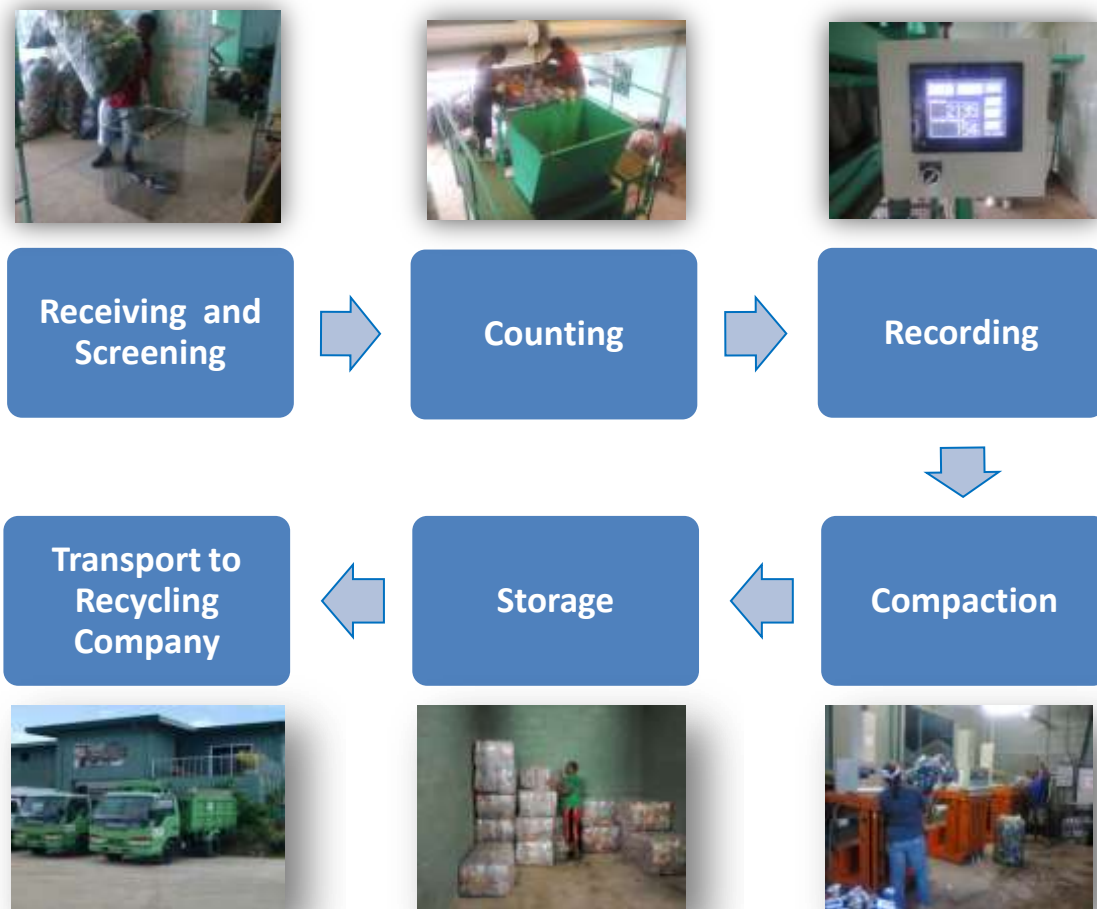 Receiving and
Screening
Counting
Recording
Compaction
Storage
Transport to
Recycling
Company